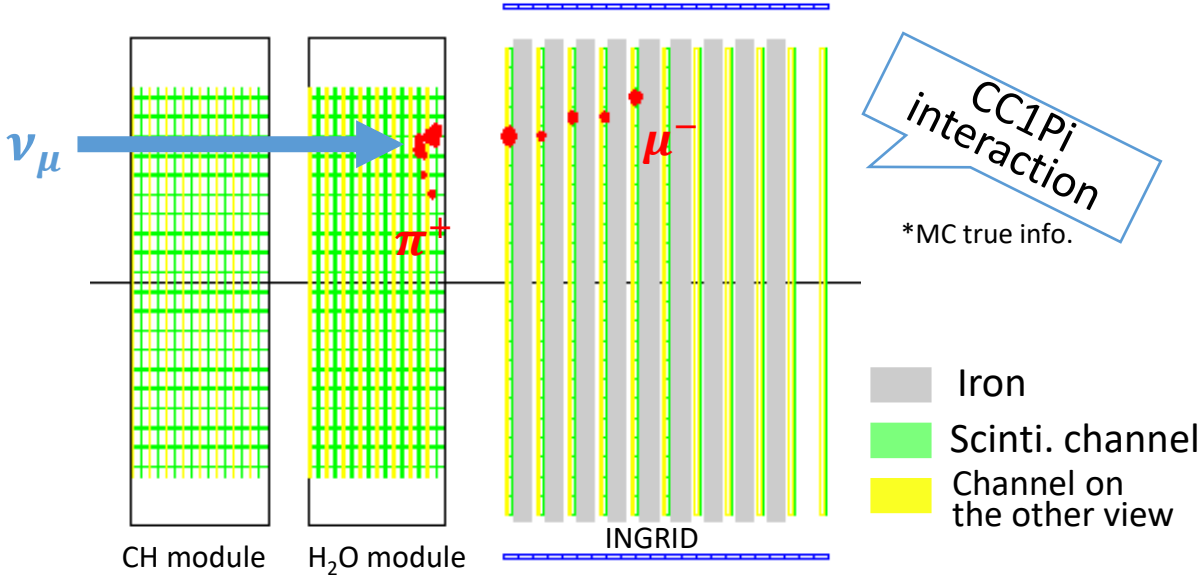 CC1Pi
interaction
ν_μ
μ⁻
π⁺
*MC true info.
Iron
Scinti. channel
Channel on
the other view
INGRID
CH module
H₂O module